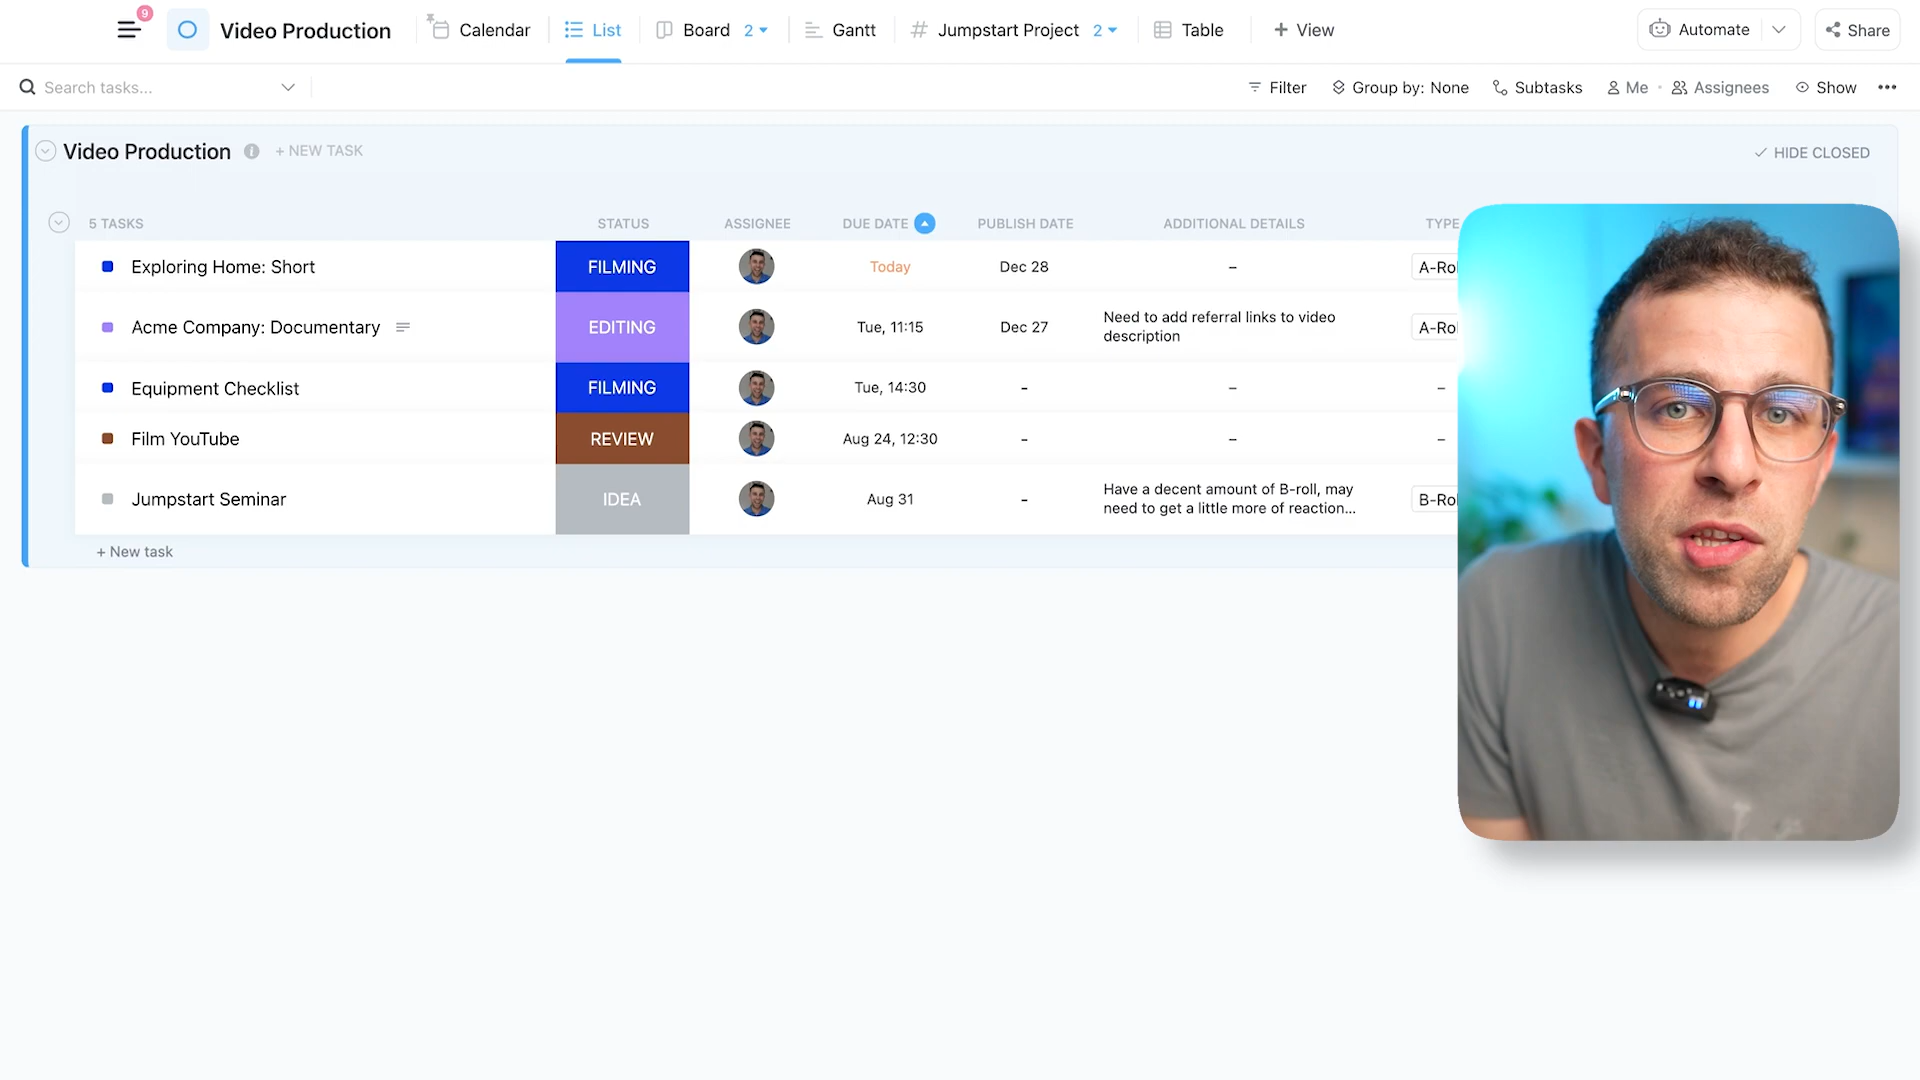 9
Video Production
Calendar
List
Board 2
Gantt
Jumpstart Project 2
Table
+ View
Automate
Share
Search tasks...
Filter
Group by: None
Subtasks
Me
Assignees
Show
Video Production
+ NEW TASK
HIDE CLOSED
5 TASKS STATUS ASSIGNEE DUE DATE PUBLISH DATE ADDITIONAL DETAILS TYPE
Exploring Home: Short FILMING Today Dec 28 – A-Rol
Acme Company: Documentary EDITING Tue, 11:15 Dec 27 Need to add referral links to video A-Rol
description
Equipment Checklist FILMING Tue, 14:30 - – –
Film YouTube REVIEW Aug 24, 12:30 - – –
Jumpstart Seminar IDEA Aug 31 - Have a decent amount of B-roll, may B-Rol
need to get a little more of reaction...
+ New task